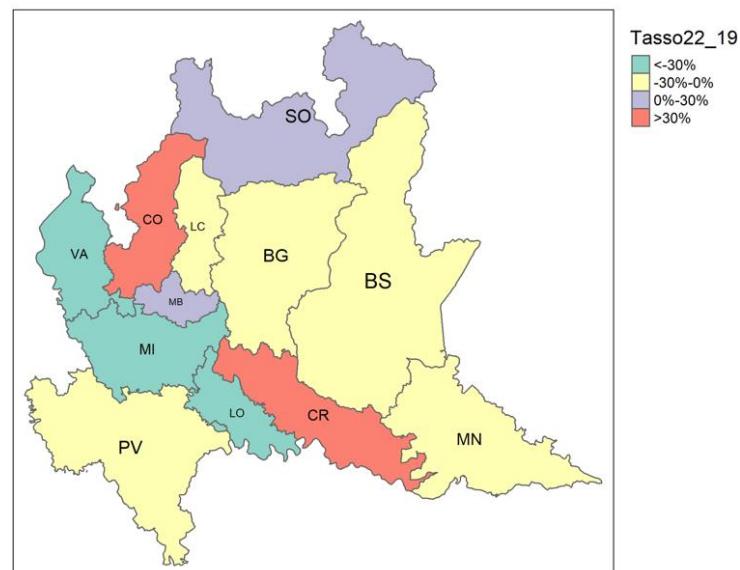 Tasso22_19
<-30%
-30%-0%
0%-30%
>30%
SO
CO
LC
VA
BG
BS
MB
MI
LO
CR
PV
MN